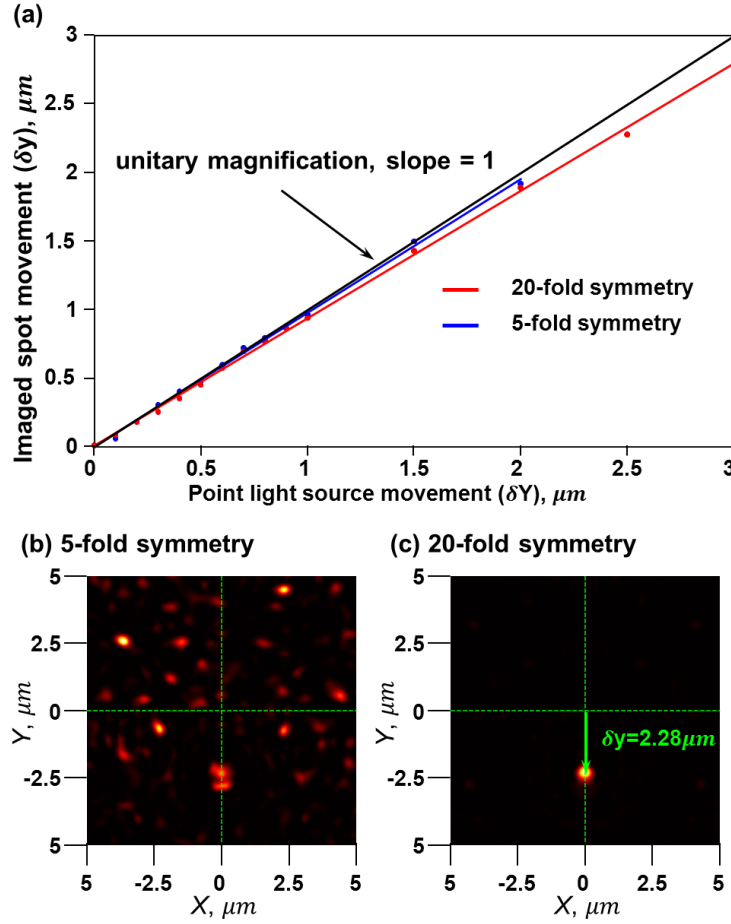 (a)
3
2.5
2
1.5
1
0.5
0
Imaged spot movement (δy), μm
unitary magnification, slope = 1
20-fold symmetry
5-fold symmetry
0 0.5 1 1.5 2 2.5 3
Point light source movement (δY), μm
(b) 5-fold symmetry
5
2.5
0
-2.5
5
Y, μm
5 -2.5 0 2.5 5
X, μm
(c) 20-fold symmetry
5
2.5
0
-2.5
5
Y, μm
δy=2.28μm
5 -2.5 0 2.5 5
X, μm